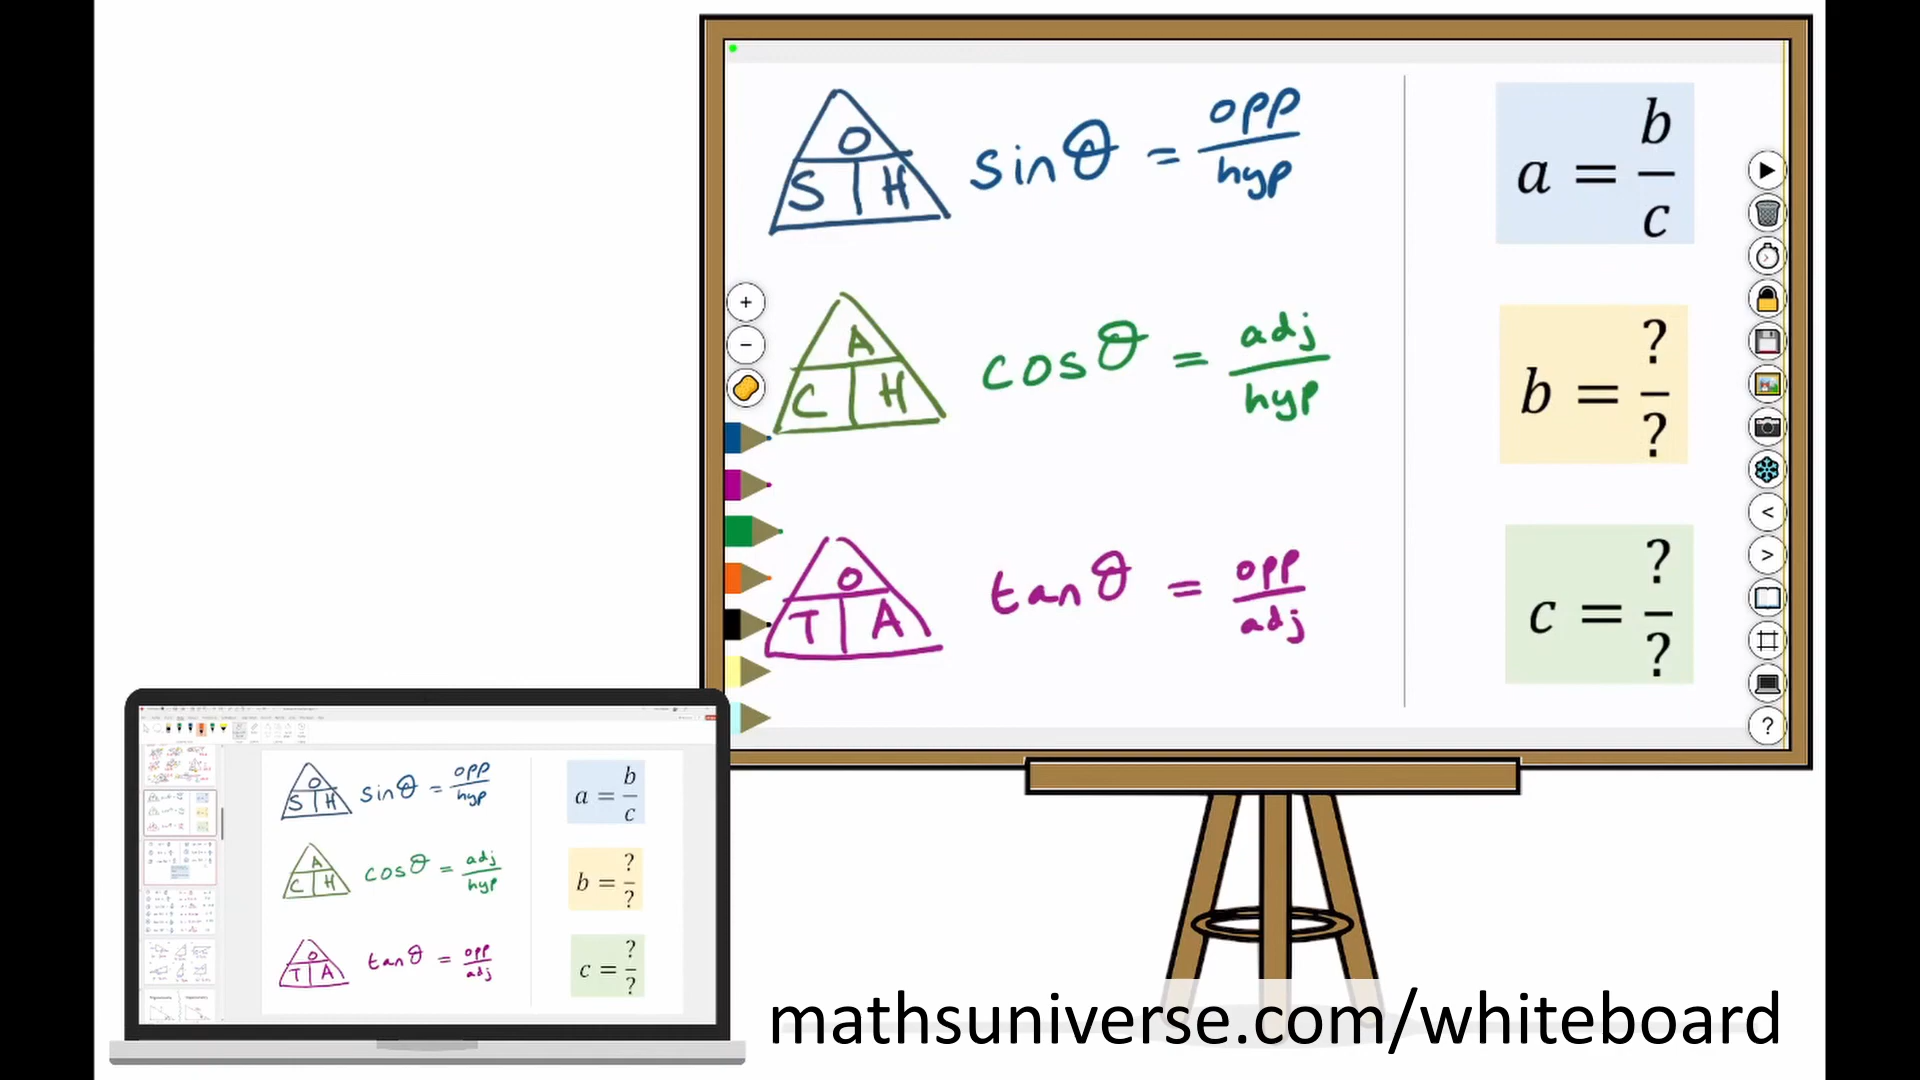 O
S H
sinθ = opp/hyp
a = b/c
A
C H
cosθ = adj/hyp
b = ?/?
O
T A
tanθ = opp/adj
c = ?/?
+
−
<
>
?
O
S H
sinθ = opp/hyp
a = b/c
A
C H
cosθ = adj/hyp
b = ?/?
O
T A
tanθ = opp/adj
c = ?/?
mathsuniverse.com/whiteboard